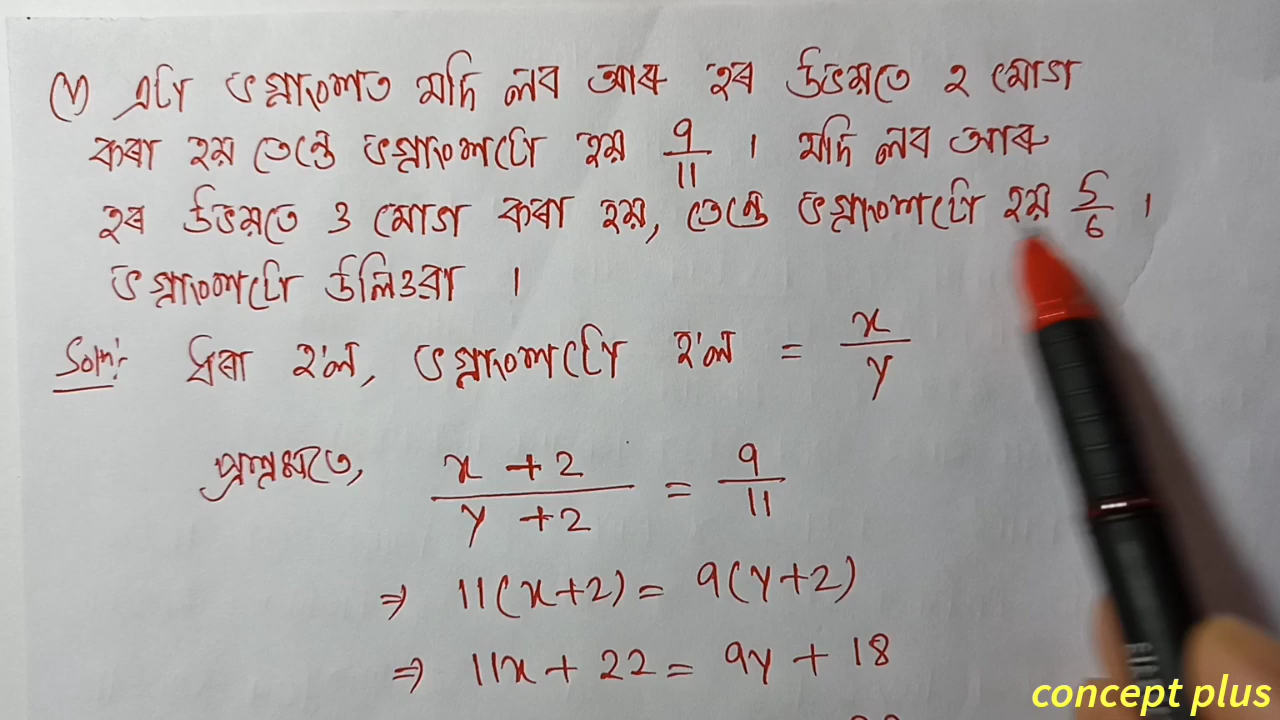 (v) এটা ভগ্নাংশত যদি লব আৰু হৰ উভয়তে ২ যোগ
কৰা হয় তেন্তে ভগ্নাংশটো হয় 9/11 । যদি লব আৰু
হৰ উভয়তে ৩ যোগ কৰা হয়, তেন্তে ভগ্নাংশটো হয় 5/6 ।
ভগ্নাংশটো উলিওৱা ।
Soln: ধৰা হ'ল, ভগ্নাংশটো হ'ল = x/y
প্ৰশ্নমতে, (x + 2)/(y + 2) = 9/11
⇒ 11(x+2) = 9(y+2)
⇒ 11x + 22 = 9y + 18
concept plus